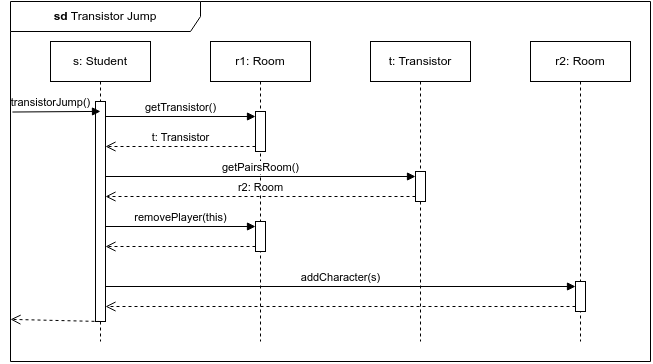 sd Transistor Jump
s: Student
r1: Room
t: Transistor
r2: Room
transistorJump()
getTransistor()
t: Transistor
getPairsRoom()
r2: Room
removePlayer(this)
addCharacter(s)